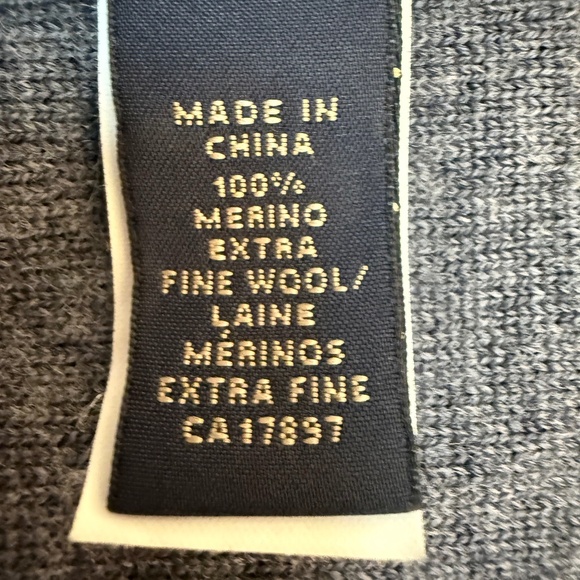 MADE IN
CHINA
100%
MERINO
EXTRA
FINE WOOL/
LAINE
MÉRINOS
EXTRA FINE
CA17897